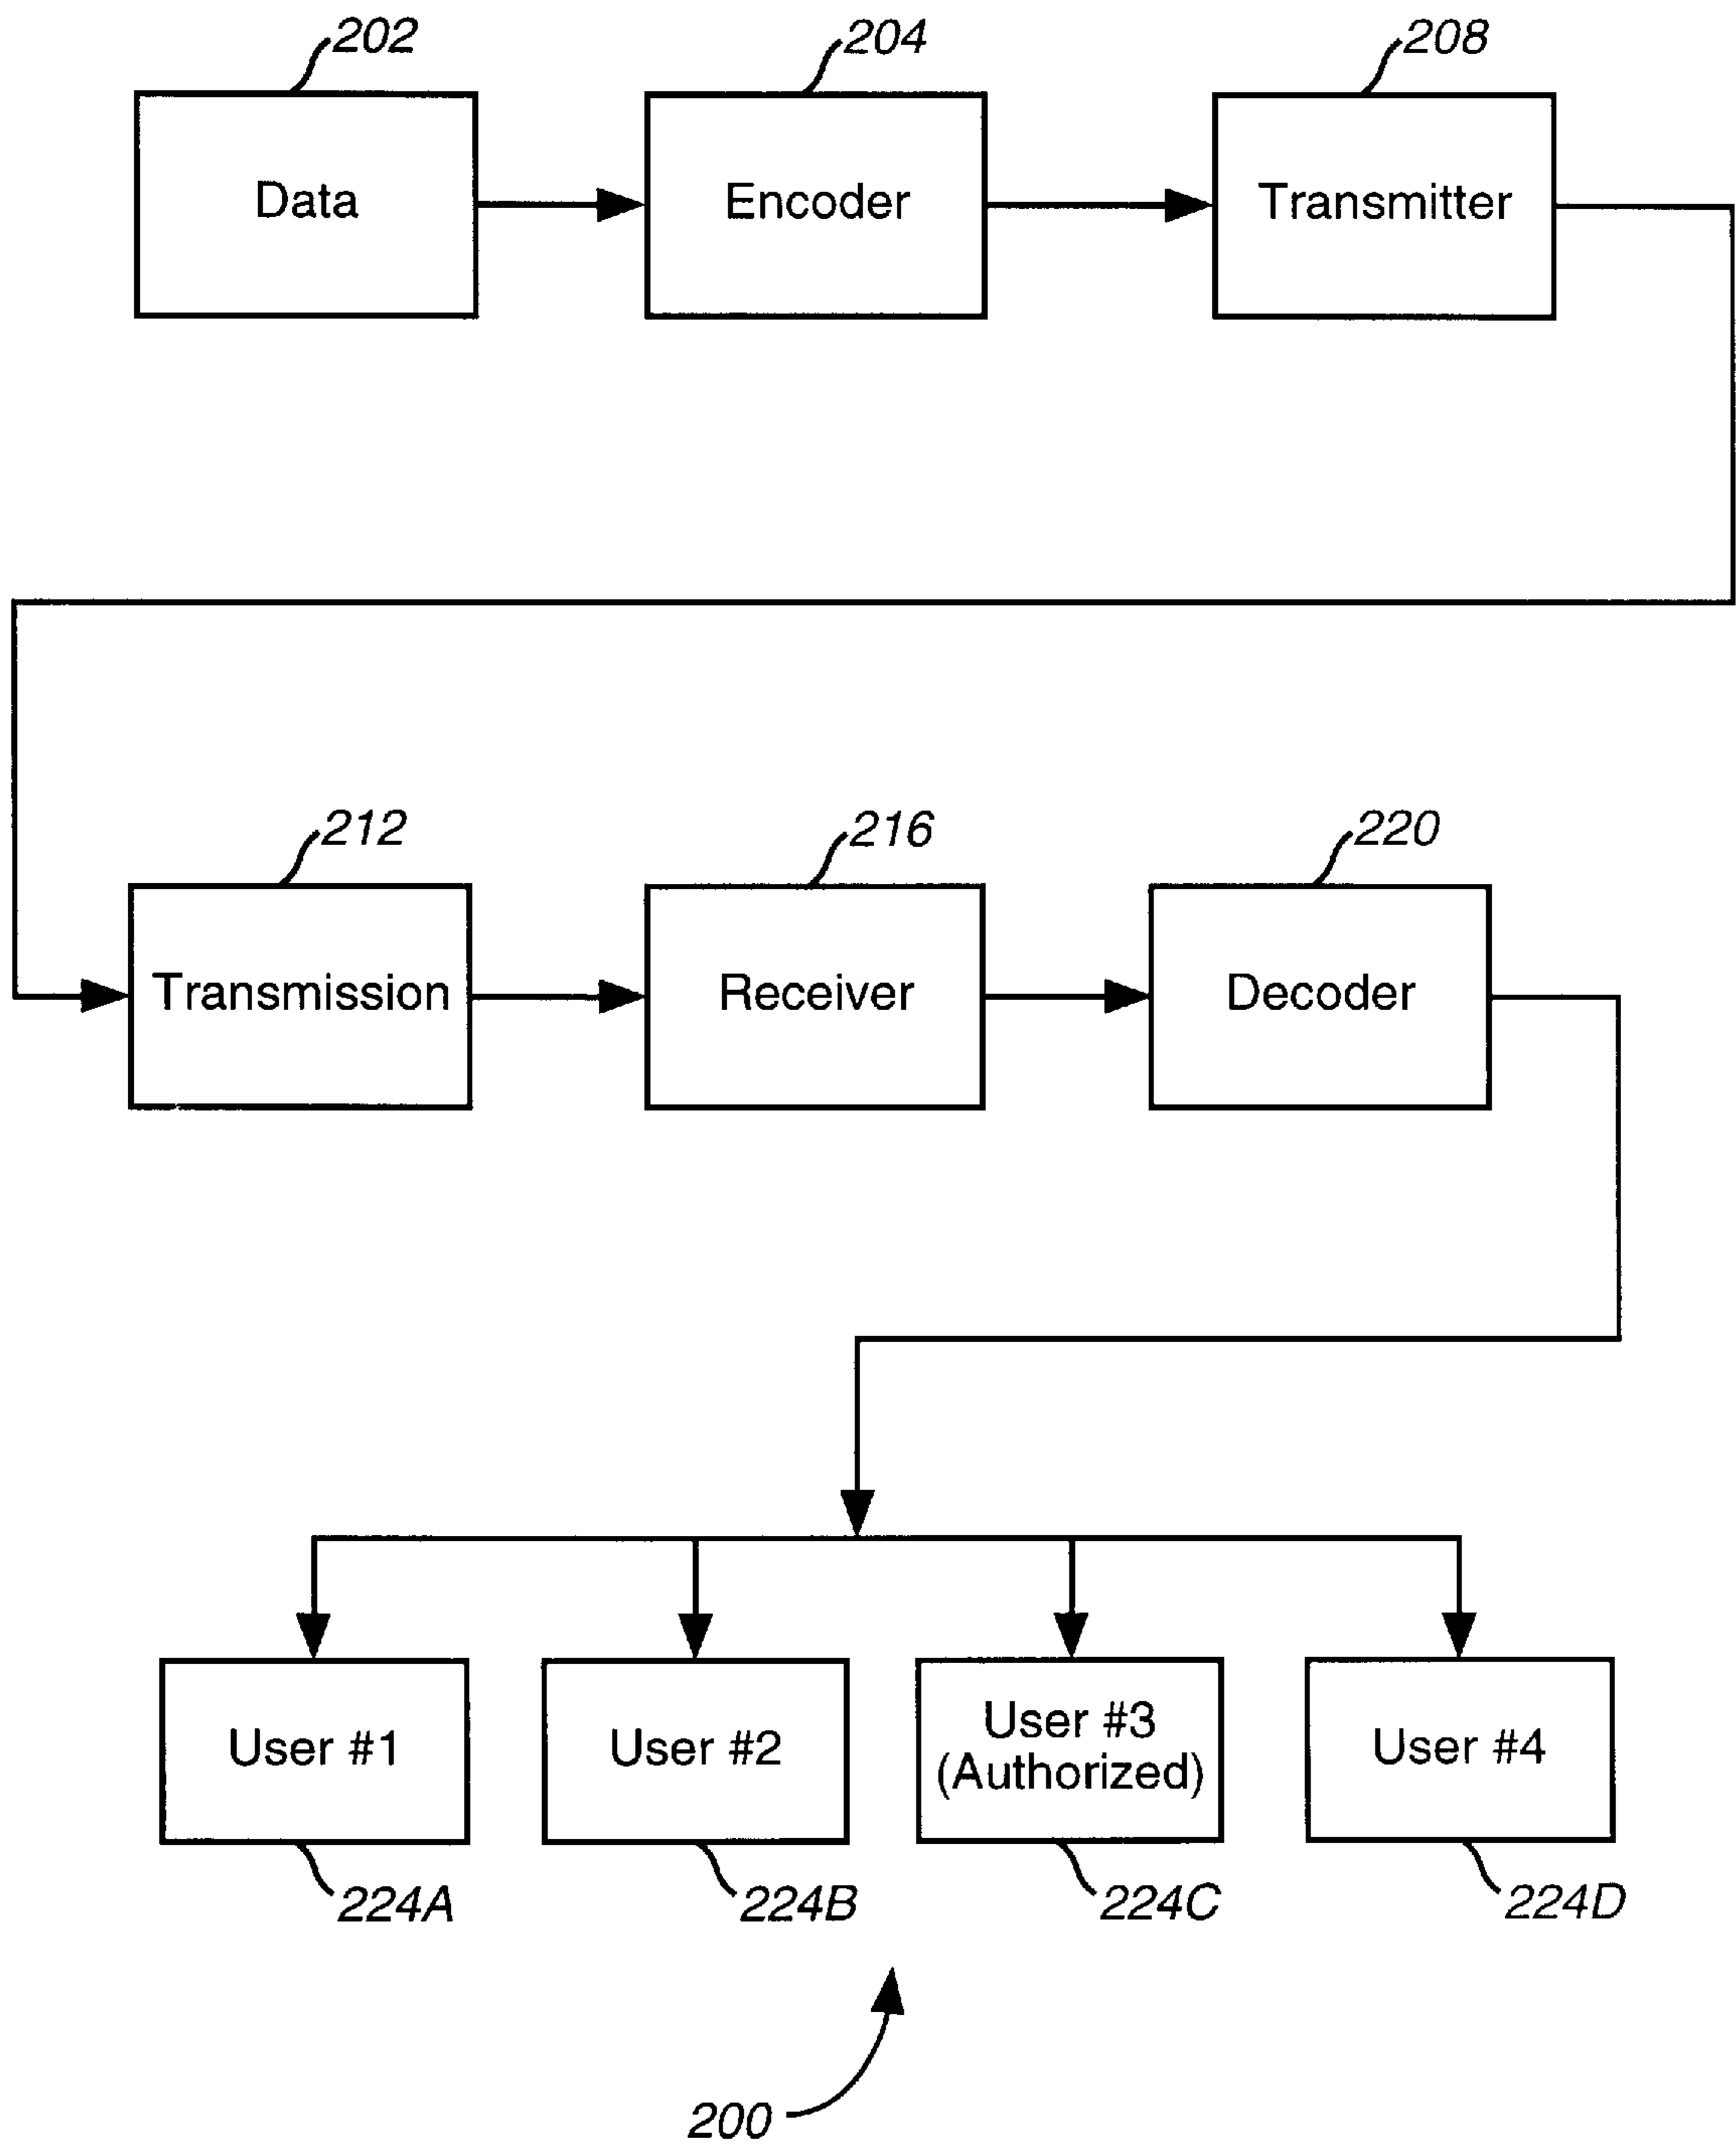 202
204
208
Data
Encoder
Transmitter
212
216
220
Transmission
Receiver
Decoder
User #1
User #2
User #3
(Authorized)
User #4
224A
224B
224C
224D
200